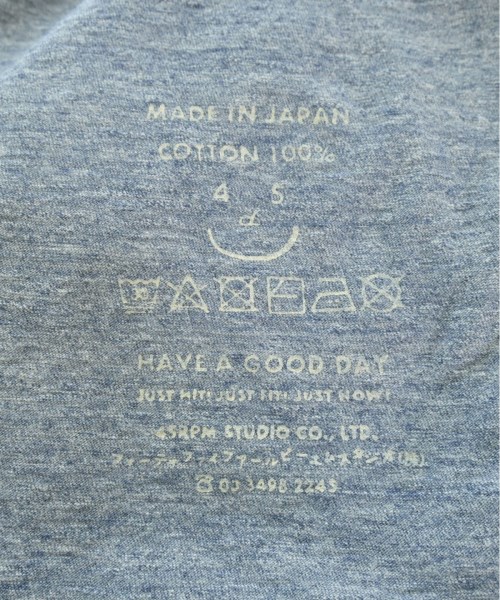 MADE IN JAPAN
COTTON 100%
4 5
HAVE A GOOD DAY
JUST HIT! JUST FIT! JUST NOW!
45RPM STUDIO CO., LTD.
フォーティファイブアールピーエムスタジオ(株)
☎ 03 3498 2245